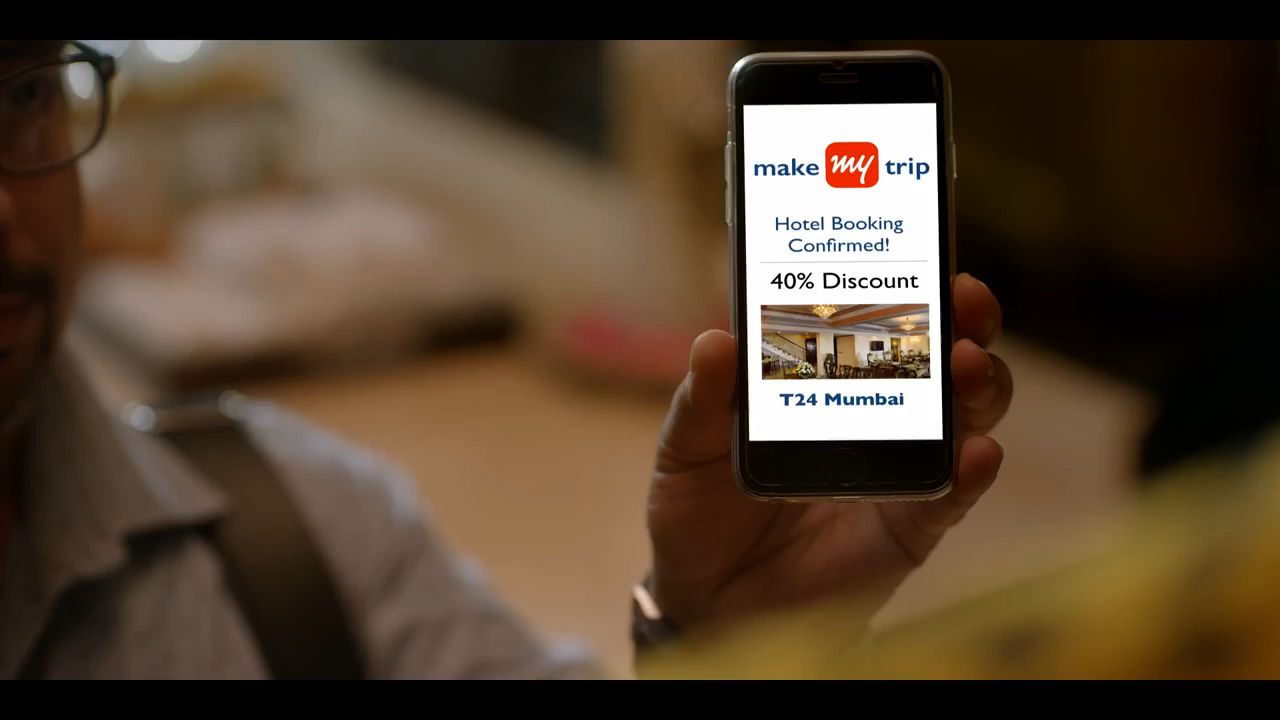 make my trip
Hotel Booking
Confirmed!
40% Discount
T24 Mumbai